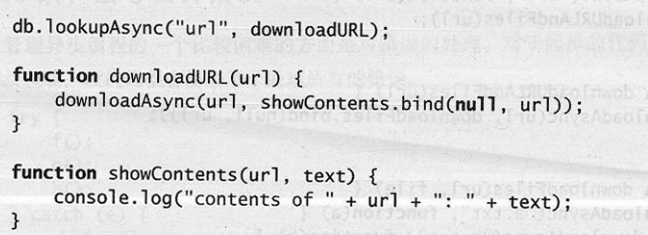 db.lookupAsync("url", downloadURL);
function downloadURL(url) {
    downloadAsync(url, showContents.bind(null, url));
}
function showContents(url, text) {
    console.log("contents of " + url + ": " + text);
}